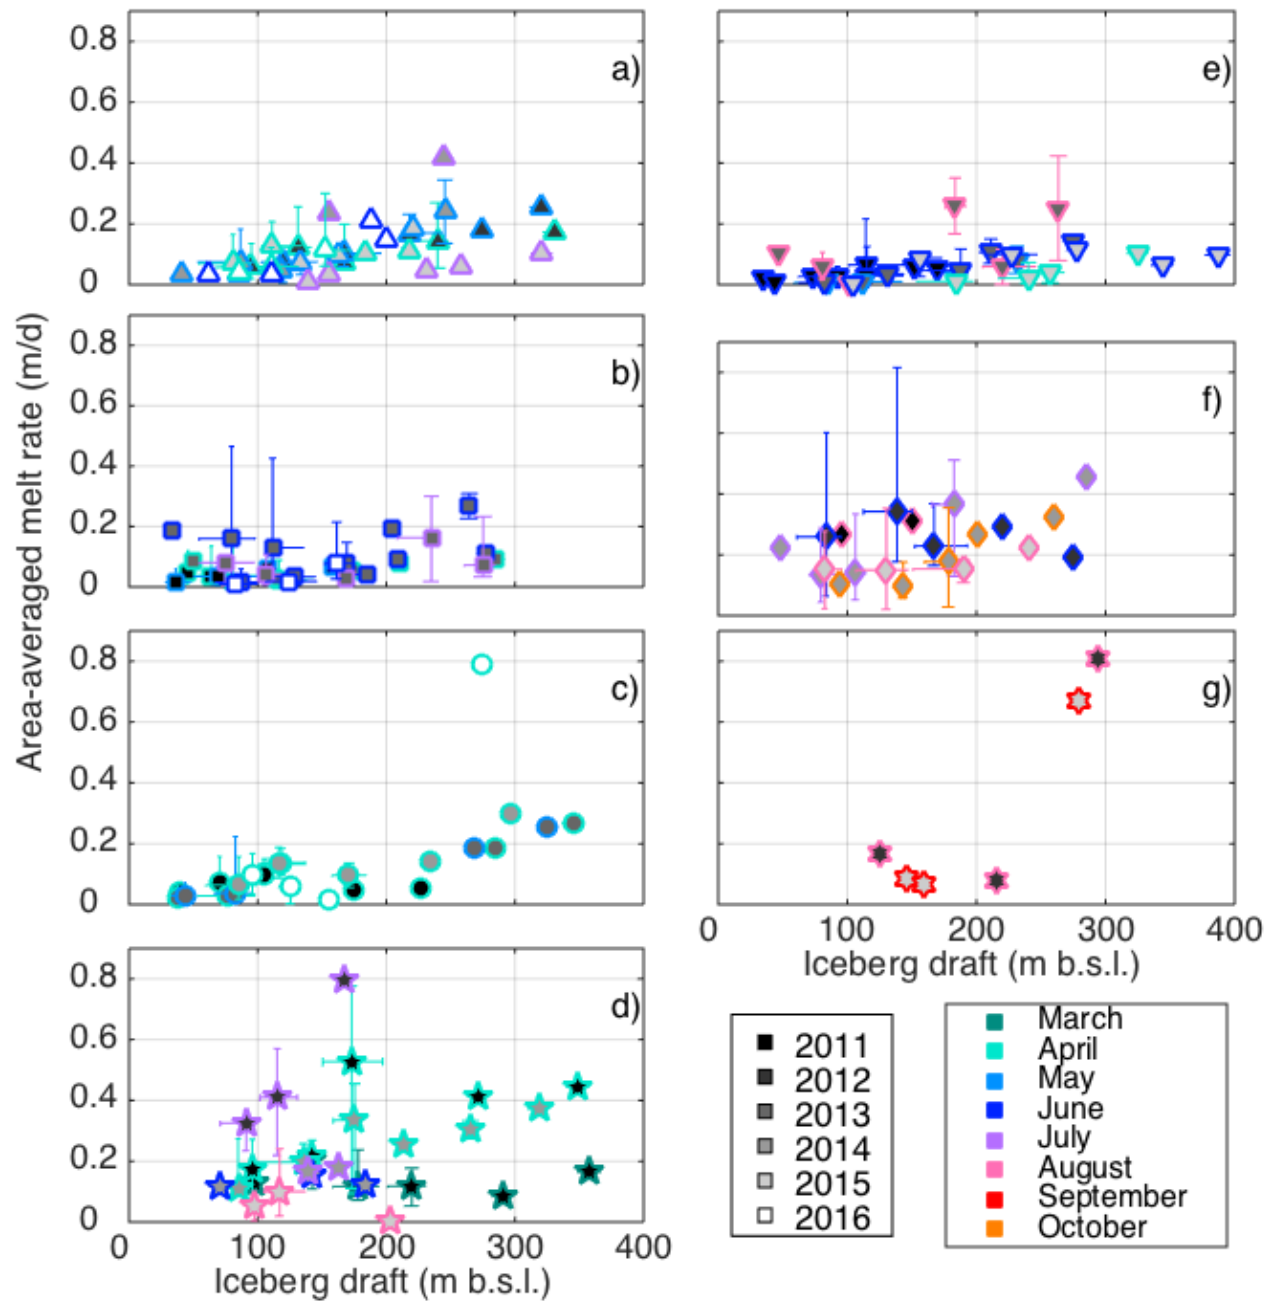 Area-averaged melt rate (m/d)
0.8
0.6
0.4
0.2
0
a)
0.8
0.6
0.4
0.2
0
b)
0.8
0.6
0.4
0.2
0
c)
0.8
0.6
0.4
0.2
0
d)
0 100 200 300 400
Iceberg draft (m b.s.l.)
e)
f)
g)
0 100 200 300 400
Iceberg draft (m b.s.l.)
2011
2012
2013
2014
2015
2016
March
April
May
June
July
August
September
October